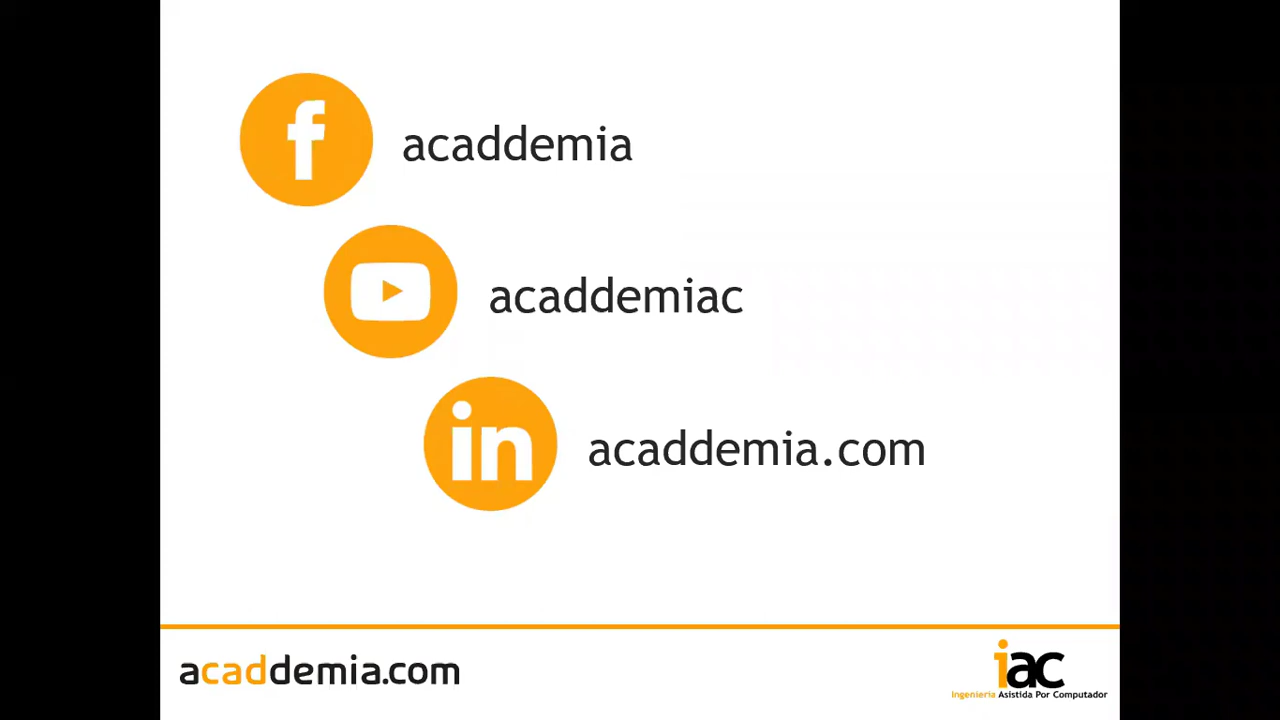 acaddemia
acaddemiac
acaddemia.com
acaddemia.com
iac
Ingeniería Asistida Por Computador